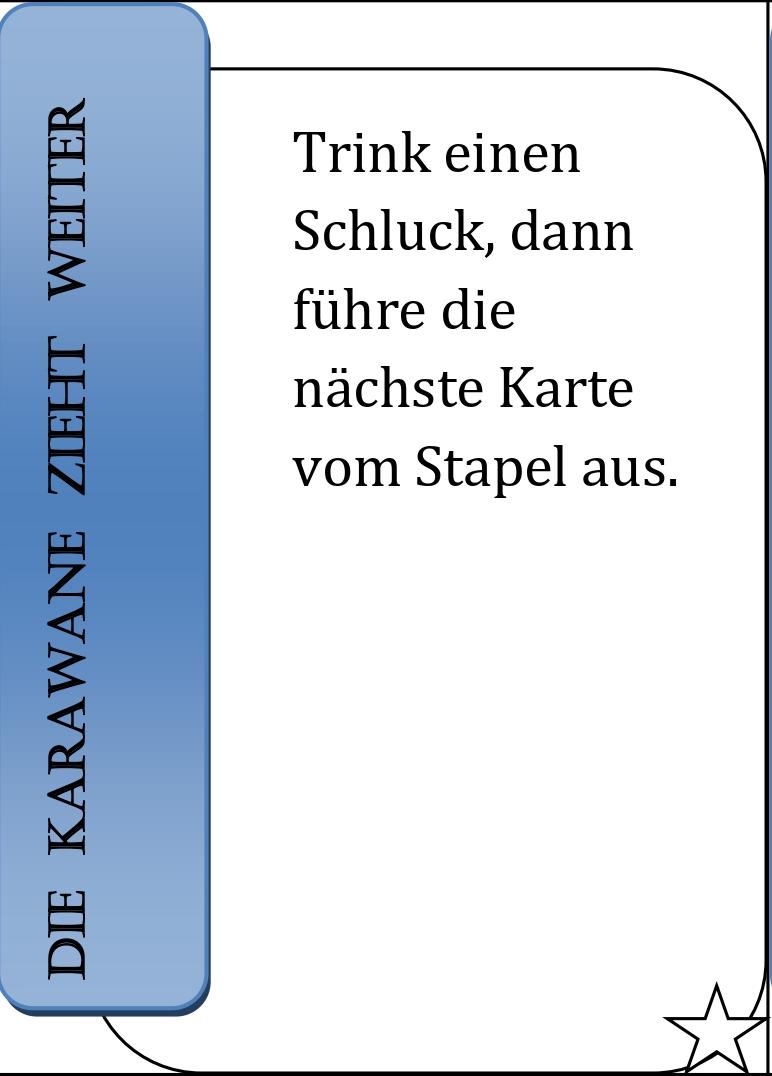 DIE KARAWANE ZIEHT WEITER
Trink einen
Schluck, dann
führe die
nächste Karte
vom Stapel aus.